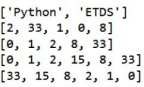 ['Python', 'ETDS']
[2, 33, 1, 0, 8]
[0, 1, 2, 8, 33]
[0, 1, 2, 15, 8, 33]
[33, 15, 8, 2, 1, 0]